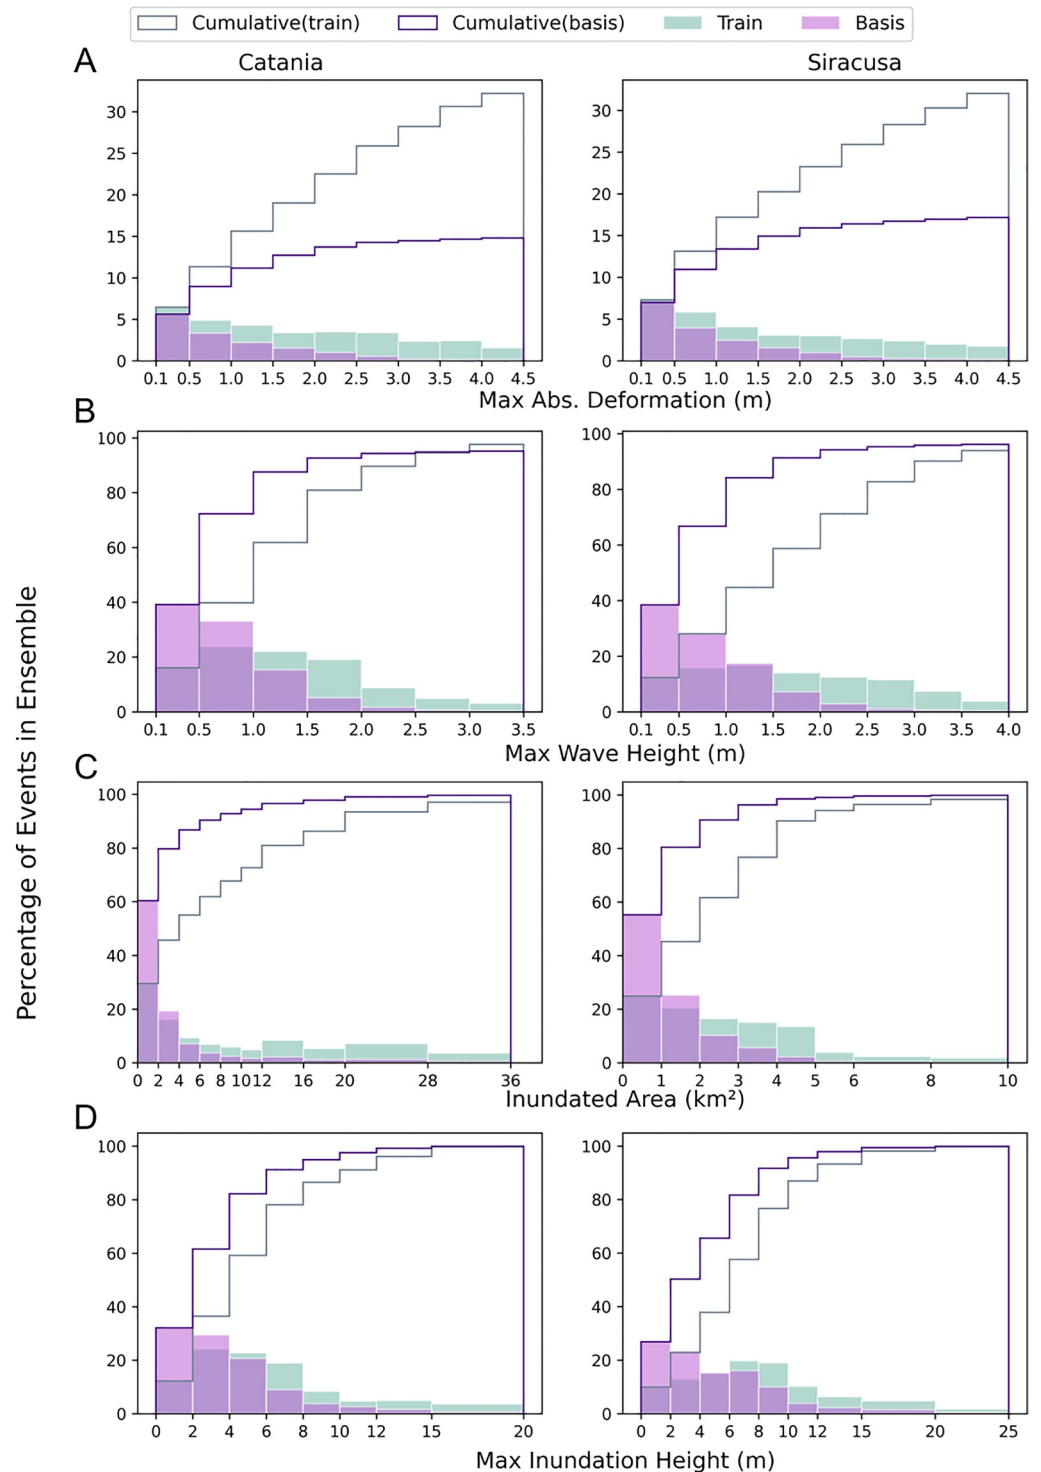 Cumulative(train) Cumulative(basis) Train Basis
A
Catania Siracusa
30
25
20
15
10
5
0
0.1 0.5 1.0 1.5 2.0 2.5 3.0 3.5 4.0 4.5
30
25
20
15
10
5
0
0.1 0.5 1.0 1.5 2.0 2.5 3.0 3.5 4.0 4.5
Max Abs. Deformation (m)
B
100
80
60
40
20
0
0.1 0.5 1.0 1.5 2.0 2.5 3.0 3.5
100
80
60
40
20
0
0.1 0.5 1.0 1.5 2.0 2.5 3.0 3.5 4.0
Max Wave Height (m)
Percentage of Events in Ensemble
C
100
80
60
40
20
0
0 2 4 6 8 10 12 16 20 28 36
100
80
60
40
20
0
0 1 2 3 4 5 6 8 10
Inundated Area (km²)
D
100
80
60
40
20
0
0 2 4 6 8 10 12 15 20
100
80
60
40
20
0
0 2 4 6 8 10 12 15 20 25
Max Inundation Height (m)